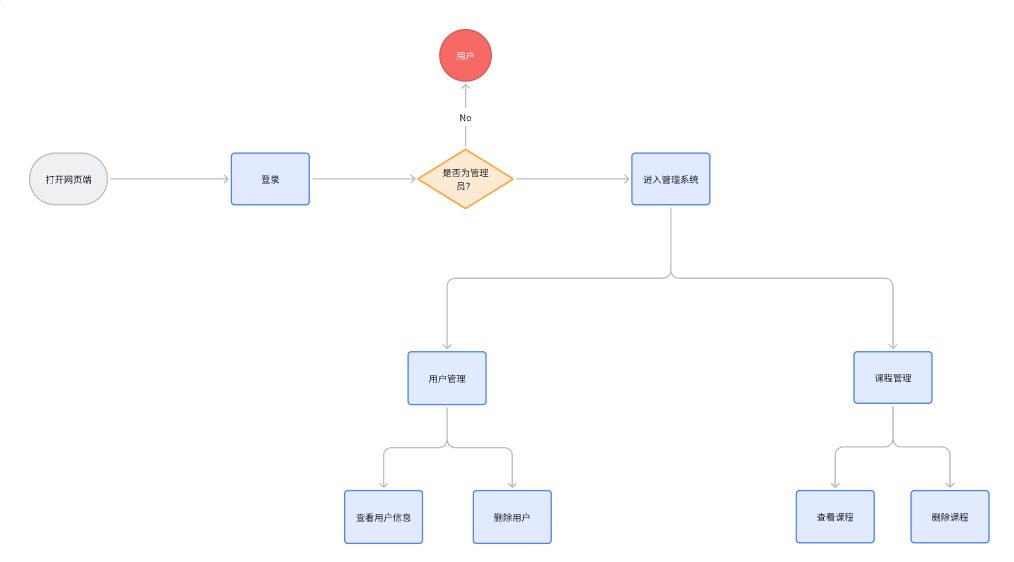 用户
No
打开网页端
登录
是否为管理
员？
进入管理系统
用户管理
课程管理
查看用户信息
删除用户
查看课程
删除课程